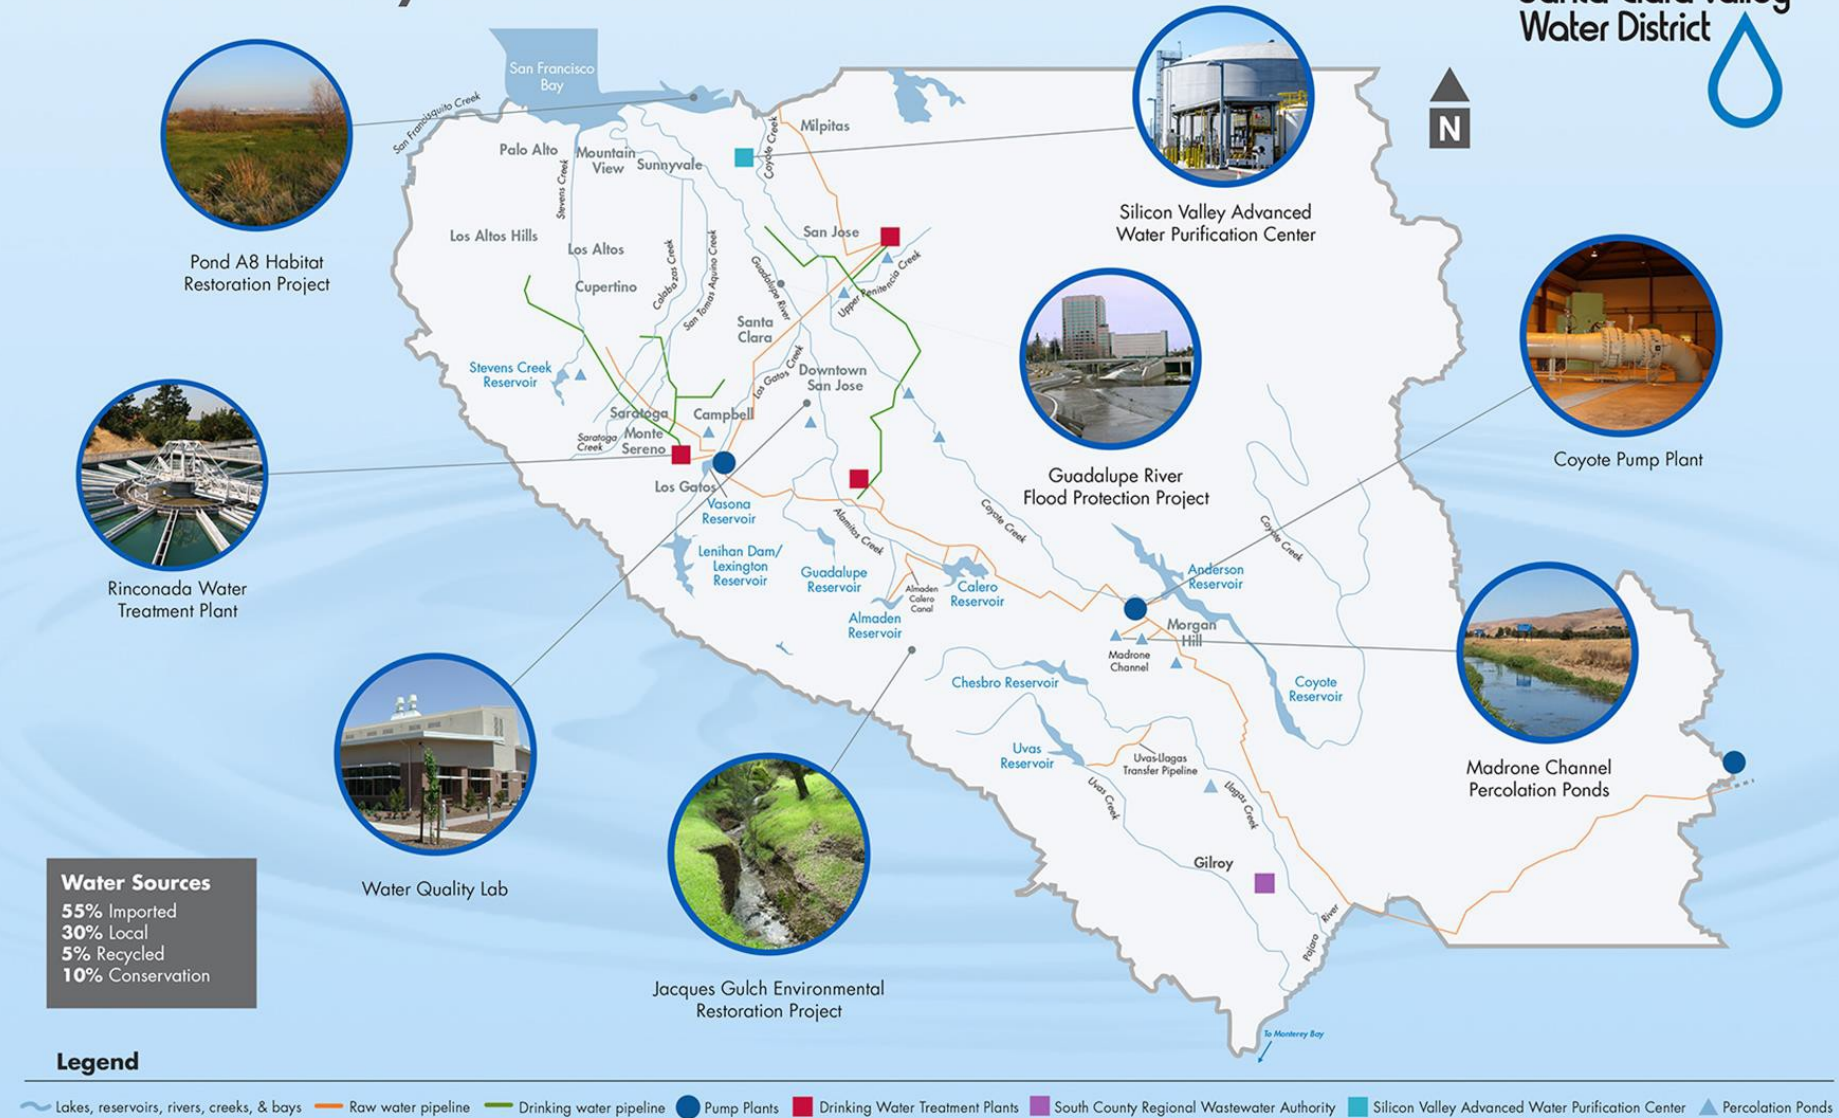 Santa Clara Valley
Water District
N
San Francisco
Bay
San Francisquito Creek
Pond A8 Habitat
Restoration Project
Palo Alto
Mountain
View
Sunnyvale
Milpitas
Coyote Creek
Stevens Creek
Los Altos Hills
Los Altos
Cupertino
Calabazas Creek
San Tomas Aquino Creek
Guadalupe River
San Jose
Upper Penitencia Creek
Santa
Clara
Los Gatos Creek
Downtown
San Jose
Stevens Creek
Reservoir
Saratoga
Campbell
Saratoga
Creek
Monte
Sereno
Los Gatos
Vasona
Reservoir
Silicon Valley Advanced
Water Purification Center
Guadalupe River
Flood Protection Project
Coyote Pump Plant
Rinconada Water
Treatment Plant
Lenihan Dam/
Lexington
Reservoir
Guadalupe
Reservoir
Alamitos Creek
Almaden
Calero
Canal
Almaden
Reservoir
Calero
Reservoir
Coyote Creek
Coyote Creek
Anderson
Reservoir
Morgan
Hill
Madrone
Channel
Chesbro Reservoir
Coyote
Reservoir
Uvas
Reservoir
Uvas-Llagas
Transfer Pipeline
Uvas Creek
Llagas Creek
Gilroy
Pajaro River
To Monterey Bay
Madrone Channel
Percolation Ponds
Water Quality Lab
Jacques Gulch Environmental
Restoration Project
Water Sources
55% Imported
30% Local
5% Recycled
10% Conservation
Legend
Lakes, reservoirs, rivers, creeks, & bays
Raw water pipeline
Drinking water pipeline
Pump Plants
Drinking Water Treatment Plants
South County Regional Wastewater Authority
Silicon Valley Advanced Water Purification Center
Percolation Ponds